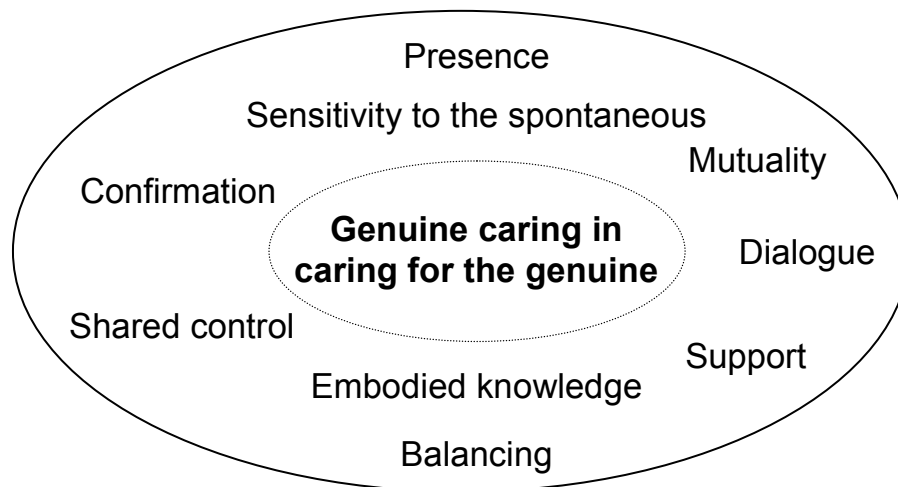 Presence
Sensitivity to the spontaneous
Mutuality
Confirmation
Genuine caring in
caring for the genuine
Dialogue
Shared control
Support
Embodied knowledge
Balancing